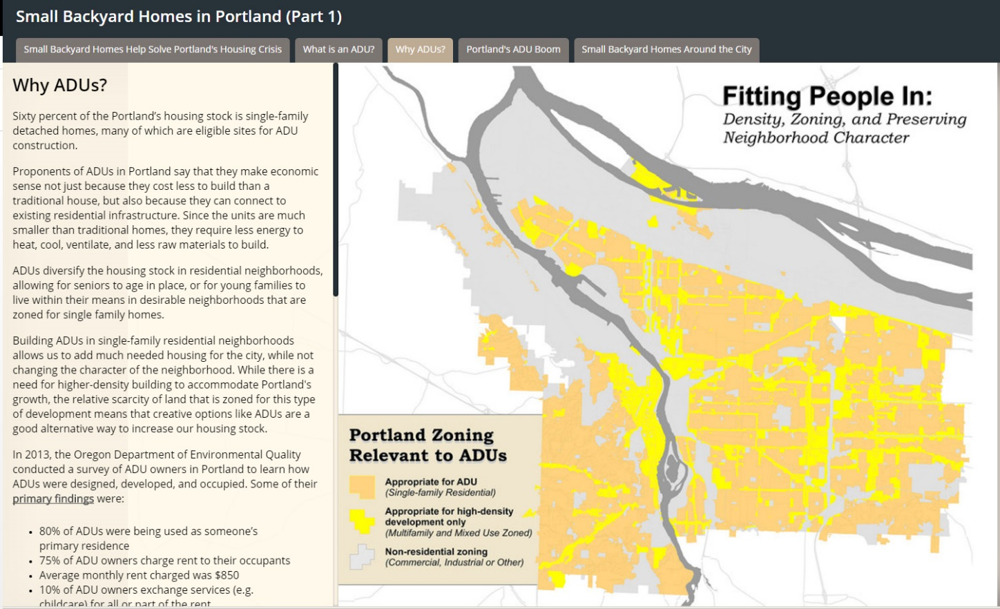 Small Backyard Homes in Portland (Part 1)
Small Backyard Homes Help Solve Portland's Housing Crisis
What is an ADU?
Why ADUs?
Portland's ADU Boom
Small Backyard Homes Around the City
Why ADUs?
Sixty percent of the Portland’s housing stock is single-family
detached homes, many of which are eligible sites for ADU
construction.
Proponents of ADUs in Portland say that they make economic
sense not just because they cost less to build than a
traditional house, but also because they can connect to
existing residential infrastructure. Since the units are much
smaller than traditional homes, they require less energy to
heat, cool, ventilate, and less raw materials to build.
ADUs diversify the housing stock in residential neighborhoods,
allowing for seniors to age in place, or for young families to
live within their means in desirable neighborhoods that are
zoned for single family homes.
Building ADUs in single-family residential neighborhoods
allows us to add much needed housing for the city, while not
changing the character of the neighborhood. While there is a
need for higher-density building to accommodate Portland's
growth, the relative scarcity of land that is zoned for this type
of development means that creative options like ADUs are a
good alternative way to increase our housing stock.
In 2013, the Oregon Department of Environmental Quality
conducted a survey of ADU owners in Portland to learn how
ADUs were designed, developed, and occupied. Some of their
primary findings were:
• 80% of ADUs were being used as someone’s
primary residence
• 75% of ADU owners charge rent to their occupants
• Average monthly rent charged was $850
• 10% of ADU owners exchange services (e.g.
childcare) for all or part of the rent
Fitting People In:
Density, Zoning, and Preserving
Neighborhood Character
Portland Zoning
Relevant to ADUs
Appropriate for ADU
(Single-family Residential)
Appropriate for high-density
development only
(Multifamily and Mixed Use Zoned)
Non-residential zoning
(Commercial, Industrial or Other)